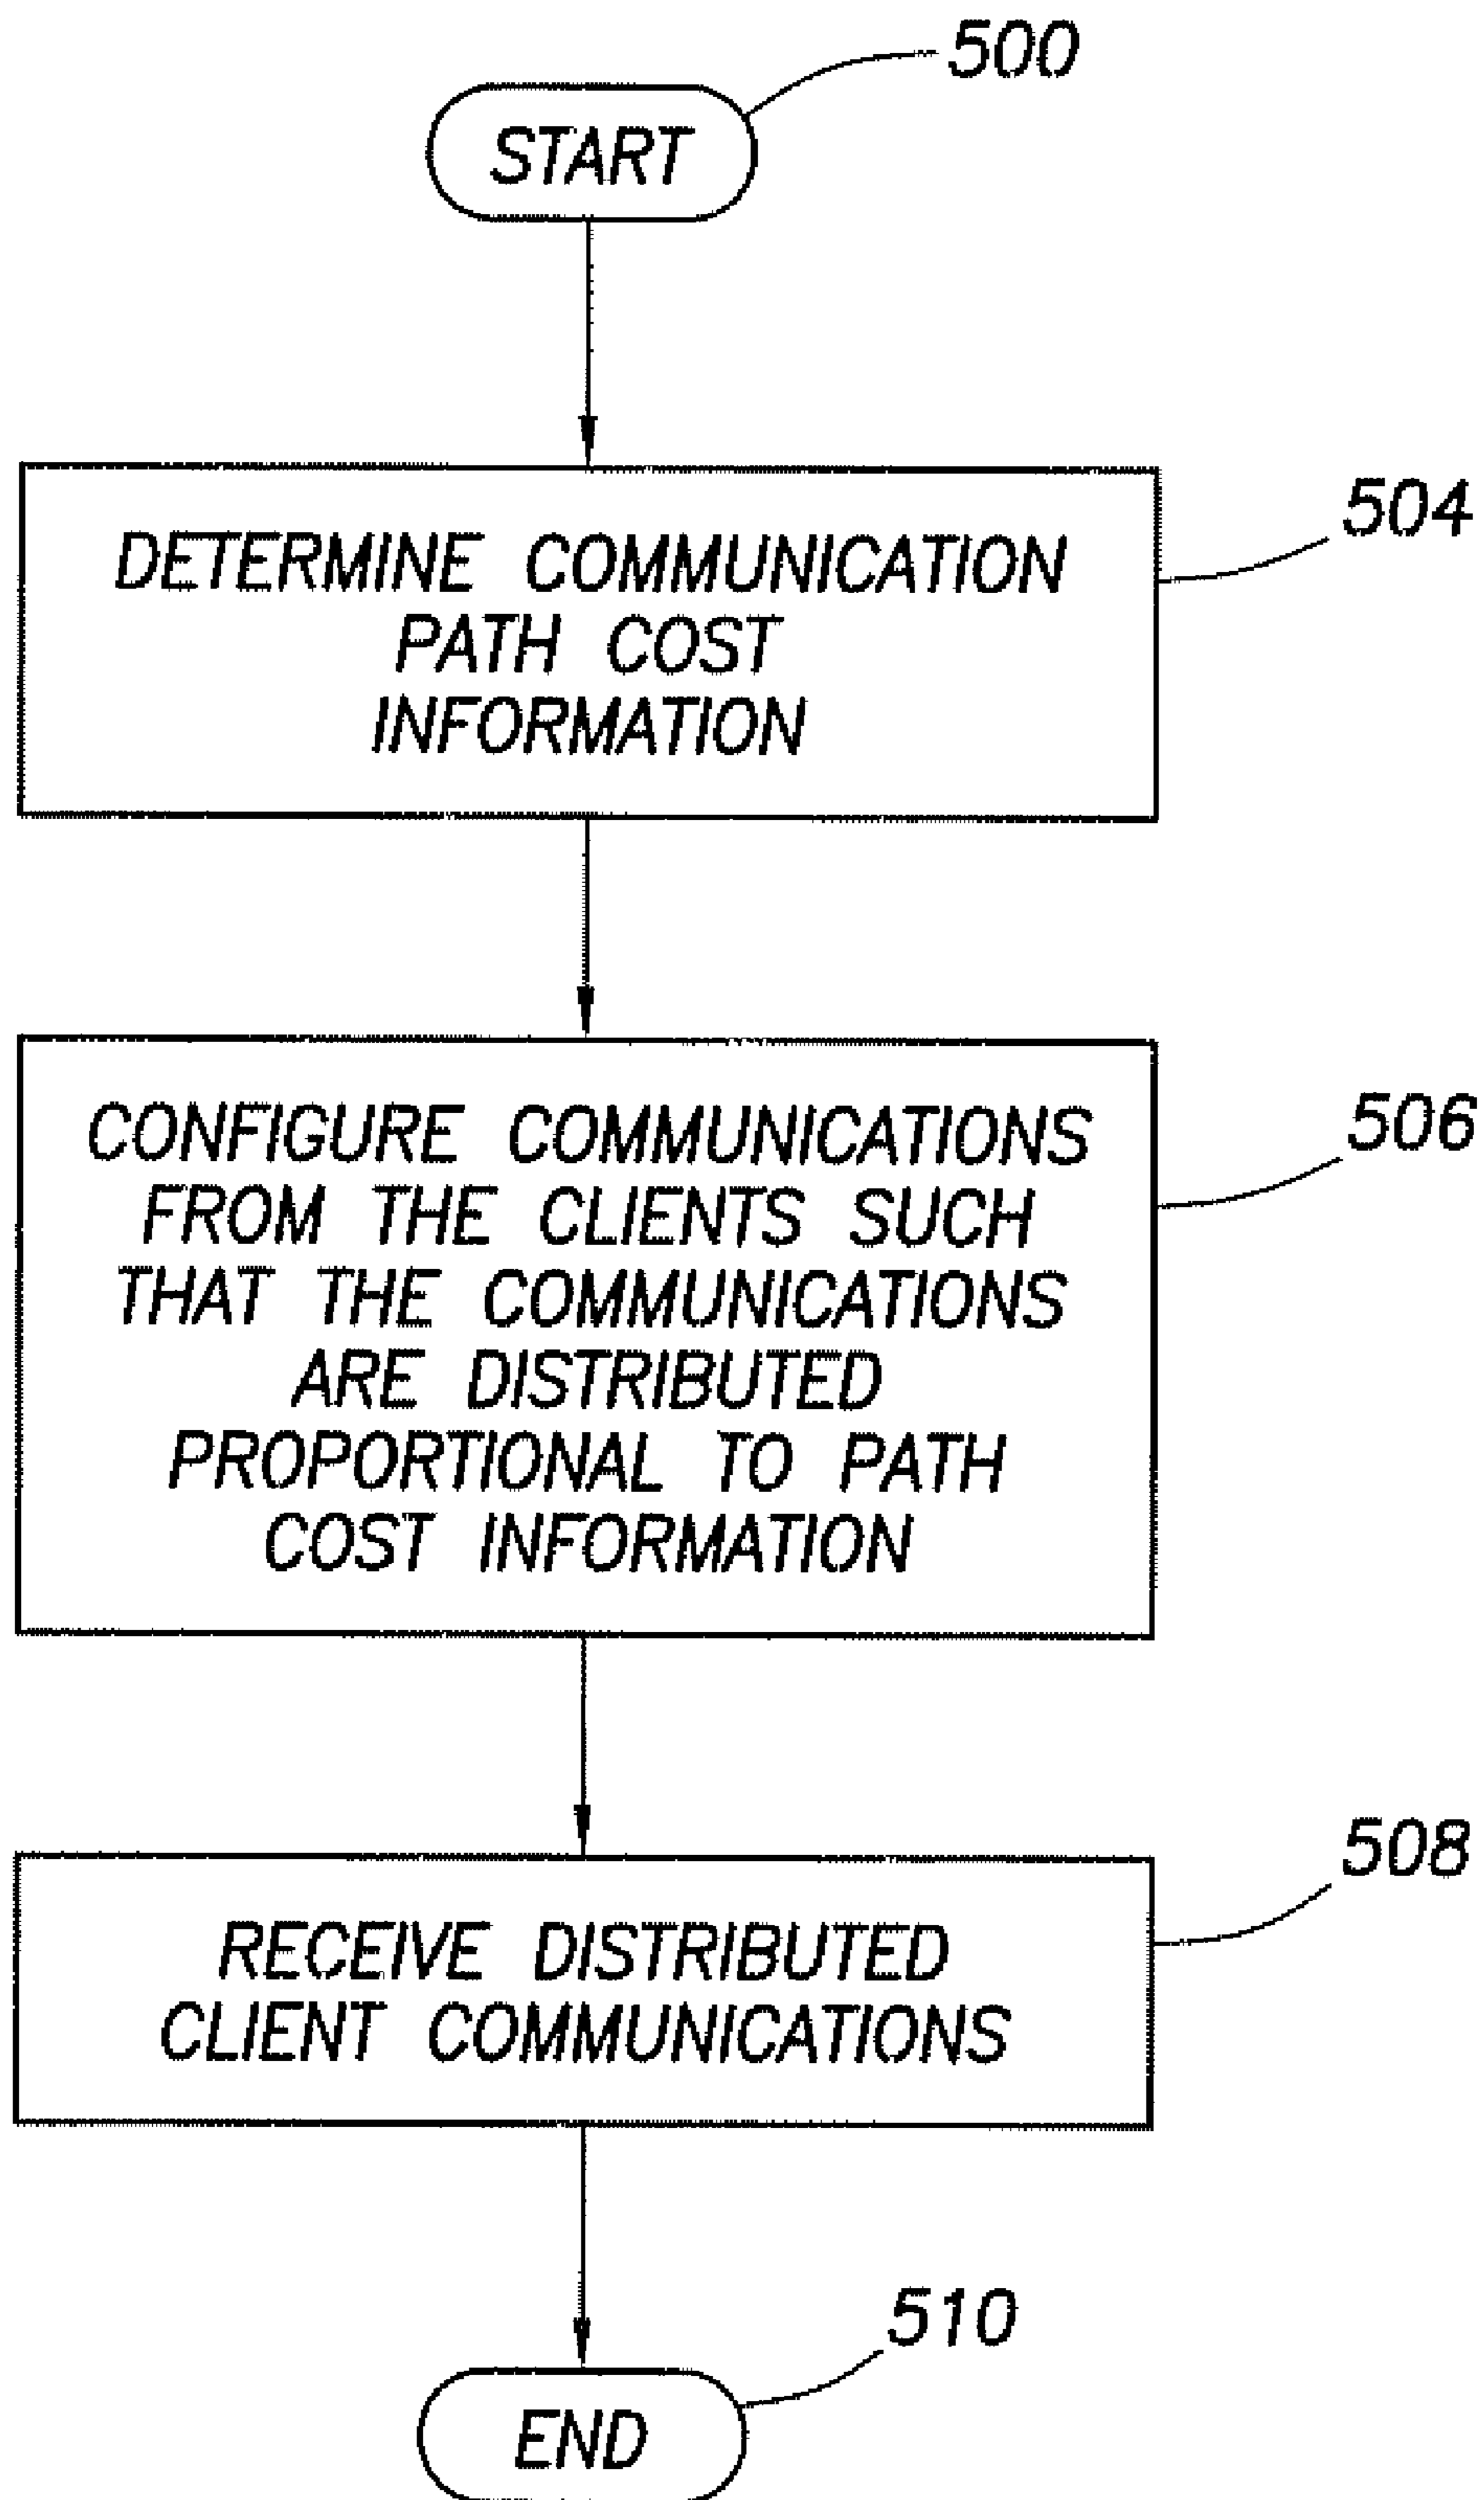 500
START
504
DETERMINE COMMUNICATION
PATH COST
INFORMATION
506
CONFIGURE COMMUNICATIONS
FROM THE CLIENTS SUCH
THAT THE COMMUNICATIONS
ARE DISTRIBUTED
PROPORTIONAL TO PATH
COST INFORMATION
508
RECEIVE DISTRIBUTED
CLIENT COMMUNICATIONS
510
END